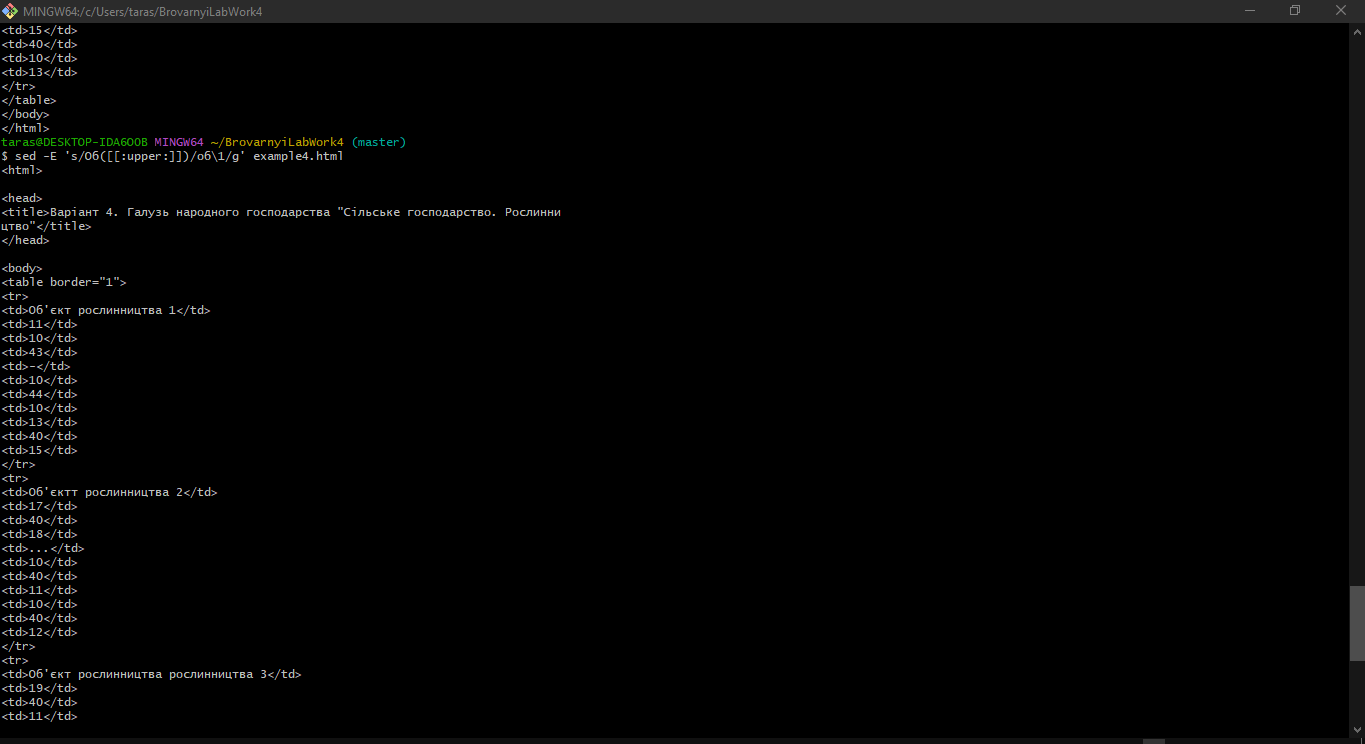 MINGW64:/c/Users/taras/BrovarnyiLabWork4
<td>15</td>
<td>40</td>
<td>10</td>
<td>13</td>
</tr>
</table>
</body>
</html>
taras@DESKTOP-IDA6OOB MINGW64 ~/BrovarnyiLabWork4 (master)
$ sed -E 's/Об([[:upper:]])/об\1/g' example4.html
<html>
<head>
<title>Варіант 4. Галузь народного господарства "Сільське господарство. Рослинни
цтво"</title>
</head>
<body>
<table border="1">
<tr>
<td>Об'єкт рослинництва 1</td>
<td>11</td>
<td>10</td>
<td>43</td>
<td>-</td>
<td>10</td>
<td>44</td>
<td>10</td>
<td>13</td>
<td>40</td>
<td>15</td>
</tr>
<tr>
<td>Об'єктт рослинництва 2</td>
<td>17</td>
<td>40</td>
<td>18</td>
<td>...</td>
<td>10</td>
<td>40</td>
<td>11</td>
<td>10</td>
<td>40</td>
<td>12</td>
</tr>
<tr>
<td>Об'єкт рослинництва рослинництва 3</td>
<td>19</td>
<td>40</td>
<td>11</td>